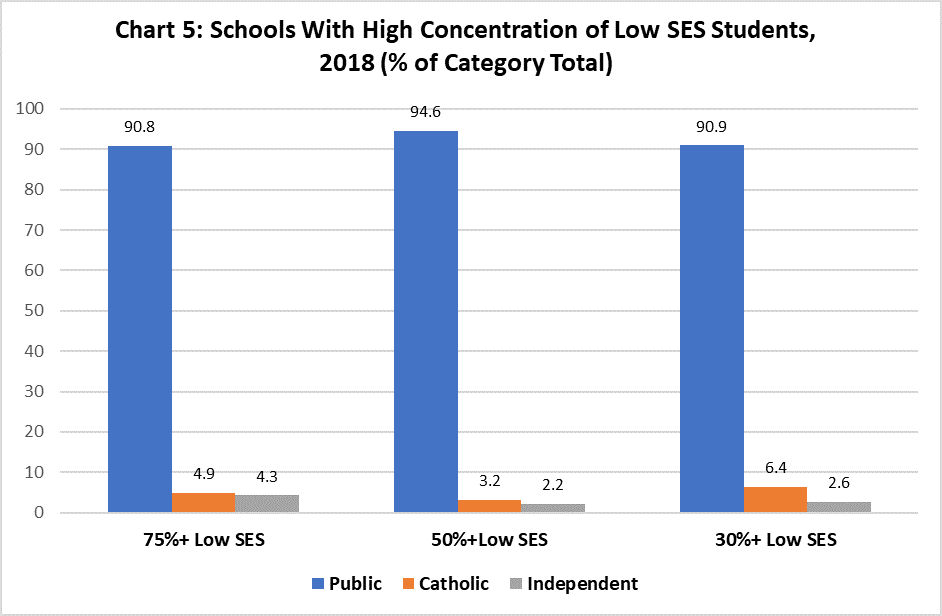 Chart 5: Schools With High Concentration of Low SES Students,
2018 (% of Category Total)
100
90
80
70
60
50
40
30
20
10
0
90.8
4.9
4.3
94.6
3.2
2.2
90.9
6.4
2.6
75%+ Low SES
50%+Low SES
30%+ Low SES
Public
Catholic
Independent